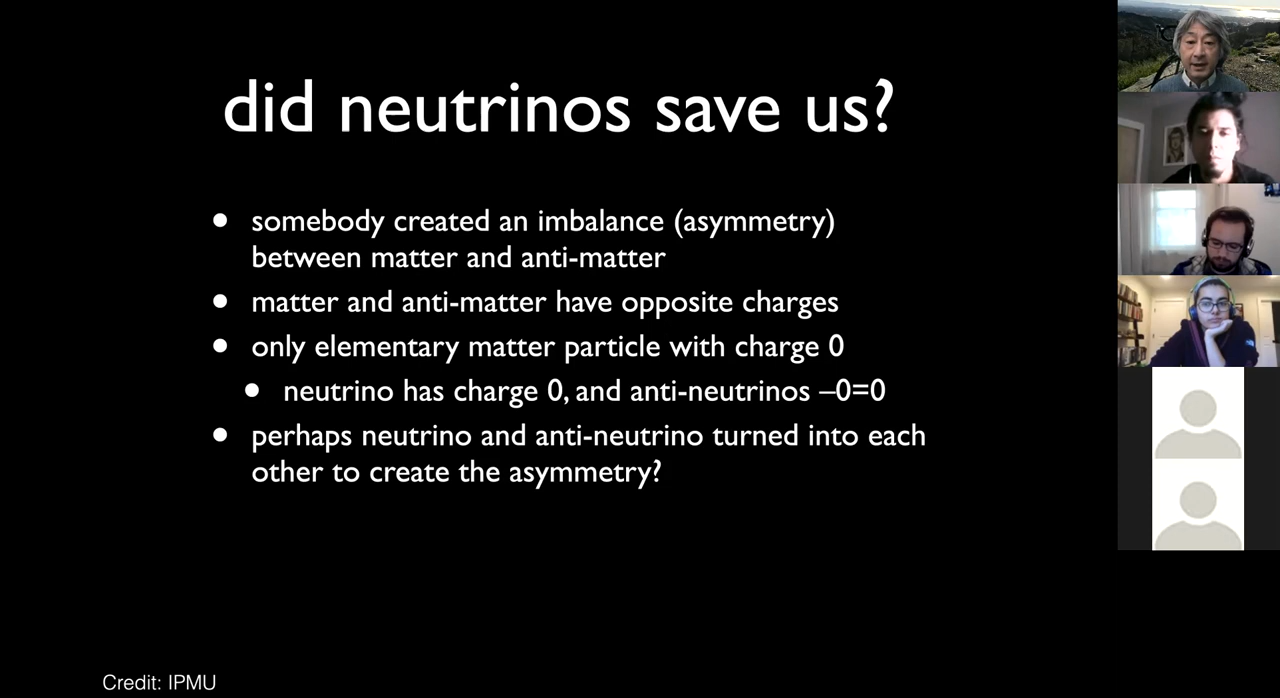 did neutrinos save us?
• somebody created an imbalance (asymmetry)
between matter and anti-matter
• matter and anti-matter have opposite charges
• only elementary matter particle with charge 0
• neutrino has charge 0, and anti-neutrinos –0=0
• perhaps neutrino and anti-neutrino turned into each
other to create the asymmetry?
Credit: IPMU